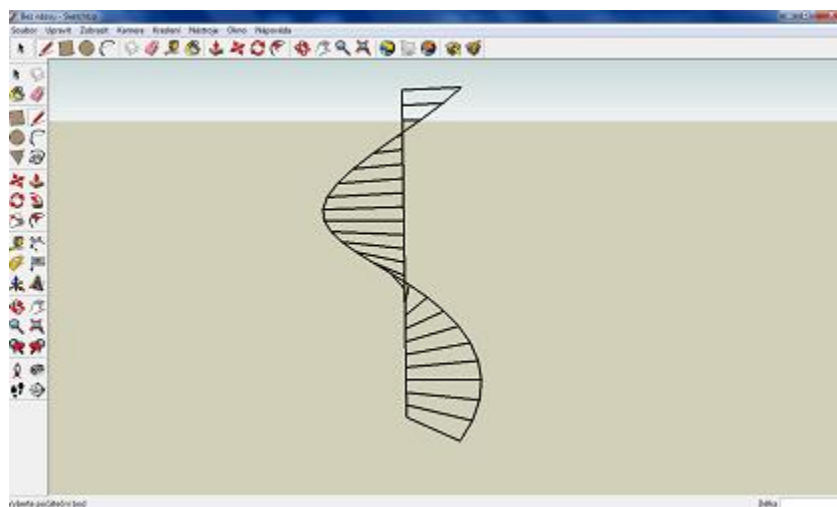 Bez názvu - SketchUp
Soubor Upravit Zobrazit Kamera Kreslení Nástroje Okno Nápověda
Vyberte počáteční bod
Délka